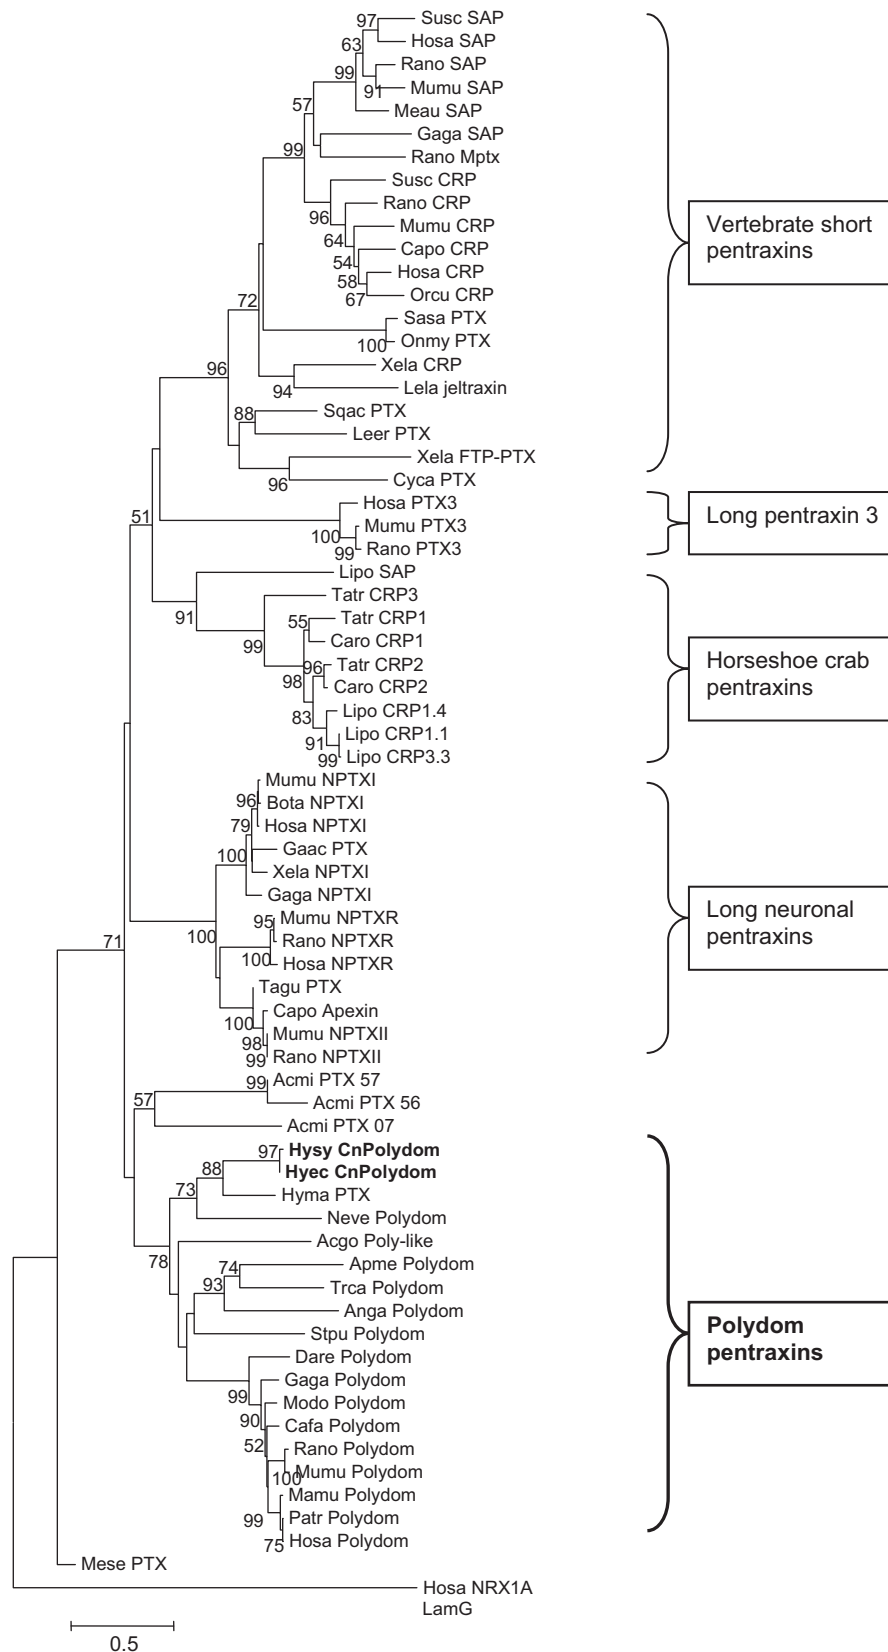 97
Susc SAP
Hosa SAP
63
Rano SAP
99
91
Mumu SAP
Meau SAP
57
Gaga SAP
99
Rano Mptx
Susc CRP
Rano CRP
96
Mumu CRP
64
Capo CRP
54
Hosa CRP
58
Orcu CRP
67
72
Sasa PTX
100
Onmy PTX
96
Xela CRP
94
Lela jeltraxin
88
Sqac PTX
Leer PTX
Xela FTP-PTX
96
Cyca PTX
Vertebrate short
pentraxins
Hosa PTX3
51
Mumu PTX3
100
99
Rano PTX3
Long pentraxin 3
Lipo SAP
91
Tatr CRP3
99
55
Tatr CRP1
Caro CRP1
96
Tatr CRP2
98
Caro CRP2
83
Lipo CRP1.4
91
Lipo CRP1.1
99
Lipo CRP3.3
Horseshoe crab
pentraxins
Mumu NPTXI
96
Bota NPTXI
79
Hosa NPTXI
100
Gaac PTX
Xela NPTXI
Gaga NPTXI
95
Mumu NPTXR
100
Rano NPTXR
71
100
Hosa NPTXR
Tagu PTX
100
Capo Apexin
98
Mumu NPTXII
99
Rano NPTXII
Long neuronal
pentraxins
99
Acmi PTX 57
57
Acmi PTX 56
Acmi PTX 07
97
Hysy CnPolydom
88
Hyec CnPolydom
73
Hyma PTX
Neve Polydom
78
Acgo Poly-like
74
Apme Polydom
93
Trca Polydom
Anga Polydom
Stpu Polydom
Dare Polydom
99
Gaga Polydom
90
Modo Polydom
52
Cafa Polydom
Rano Polydom
100
Mumu Polydom
Mamu Polydom
99
Patr Polydom
75
Hosa Polydom
Polydom
pentraxins
Mese PTX
Hosa NRX1A
LamG
0.5